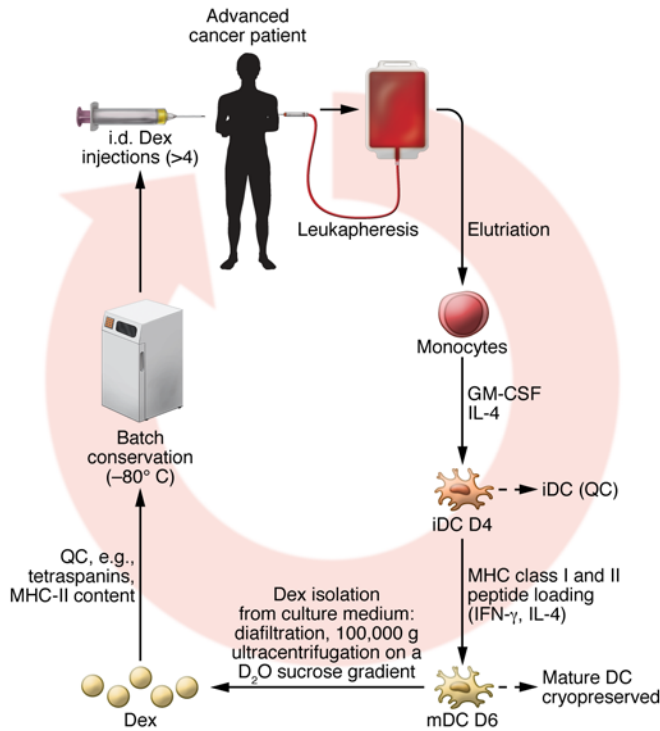 Advanced
cancer patient
i.d. Dex
injections (>4)
Leukapheresis
Elutriation
Monocytes
GM-CSF
IL-4
iDC (QC)
iDC D4
MHC class I and II
peptide loading
(IFN-γ, IL-4)
Mature DC
cryopreserved
mDC D6
Dex isolation
from culture medium:
diafiltration, 100,000 g
ultracentrifugation on a
D₂O sucrose gradient
Dex
QC, e.g.,
tetraspanins,
MHC-II content
Batch
conservation
(–80° C)